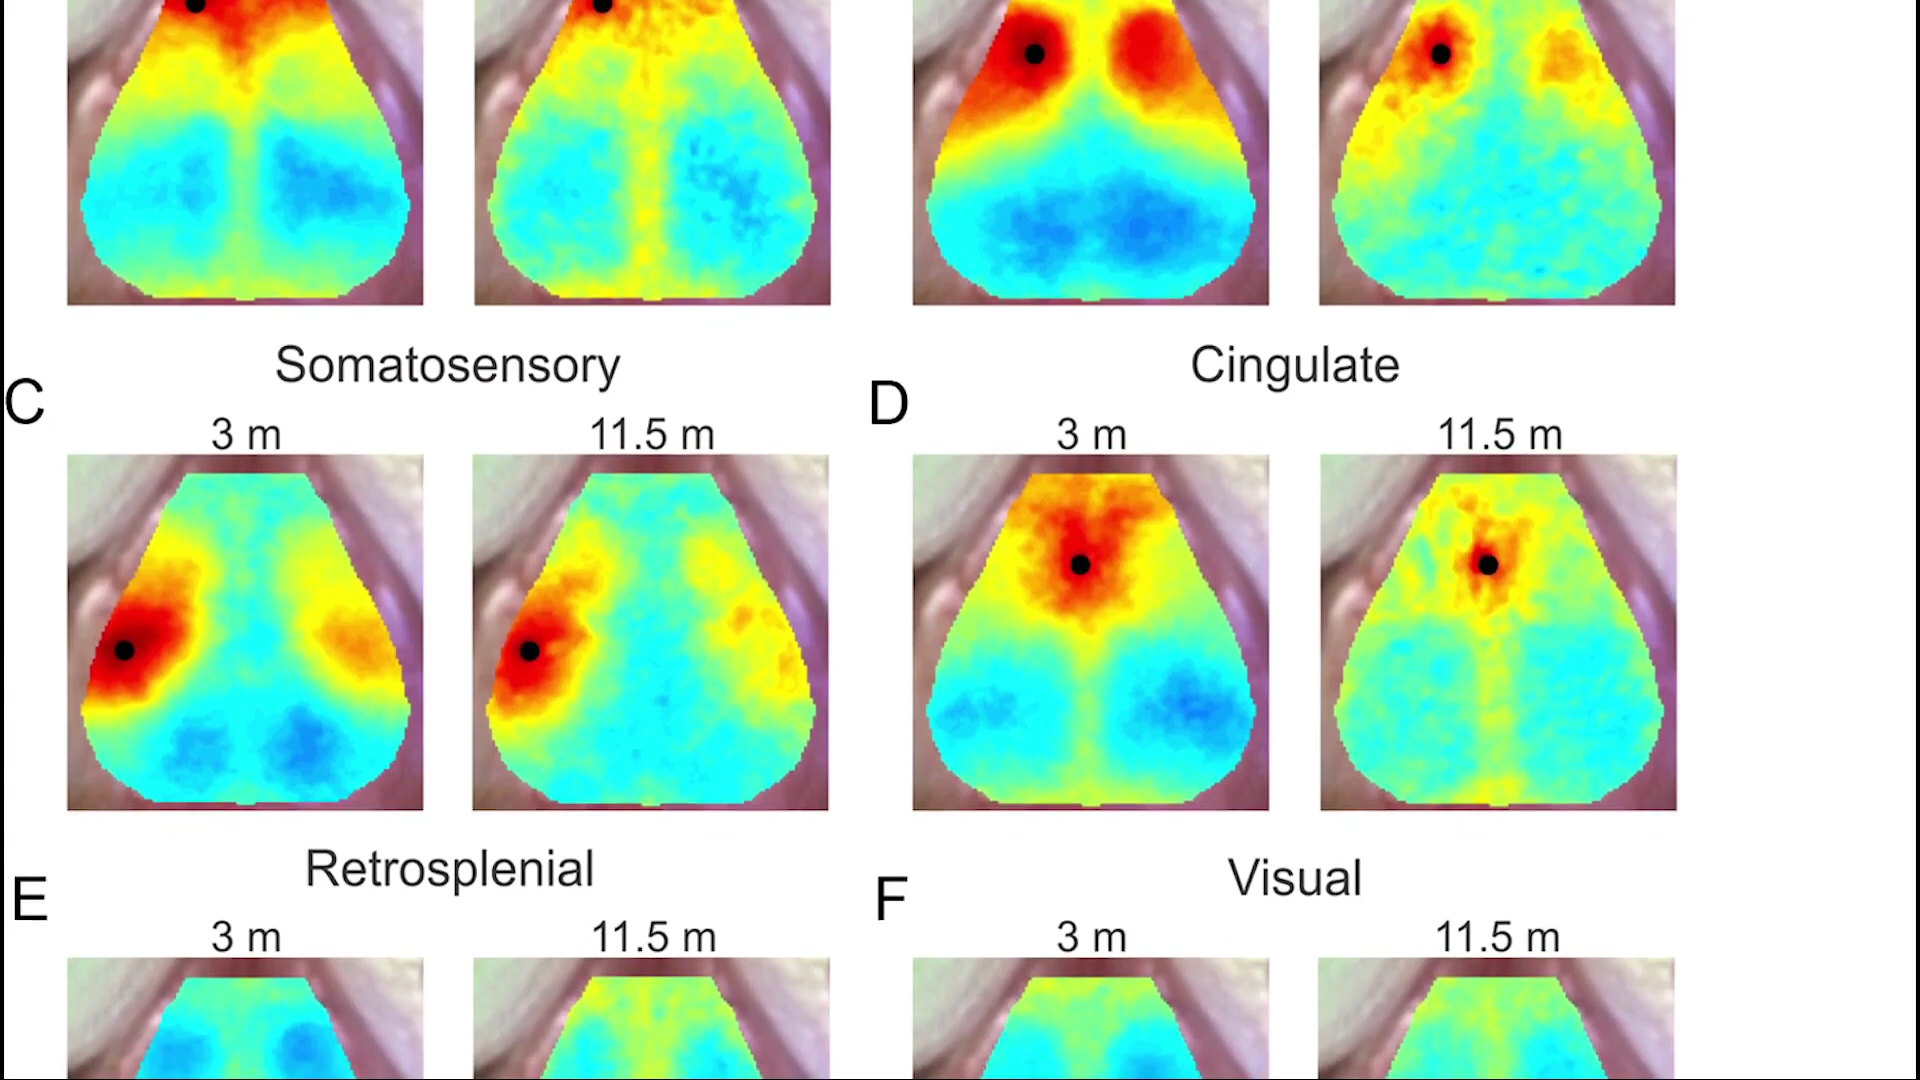 Somatosensory
Cingulate
C
D
3 m
11.5 m
3 m
11.5 m
Retrosplenial
Visual
E
F
3 m
11.5 m
3 m
11.5 m